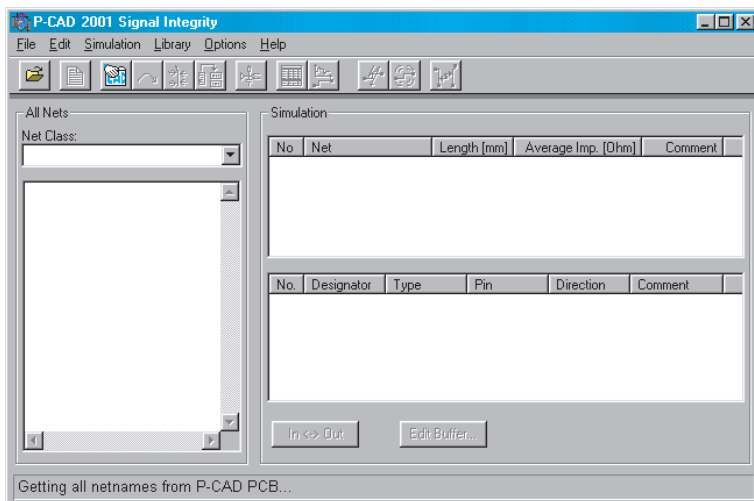 P-CAD 2001 Signal Integrity
File Edit Simulation Library Options Help
All Nets
Net Class:
Simulation
No Net Length [mm] Average Imp. [Ohm] Comment
No. Designator Type Pin Direction Comment
In <-> Out Edit Buffer...
Getting all netnames from P-CAD PCB...